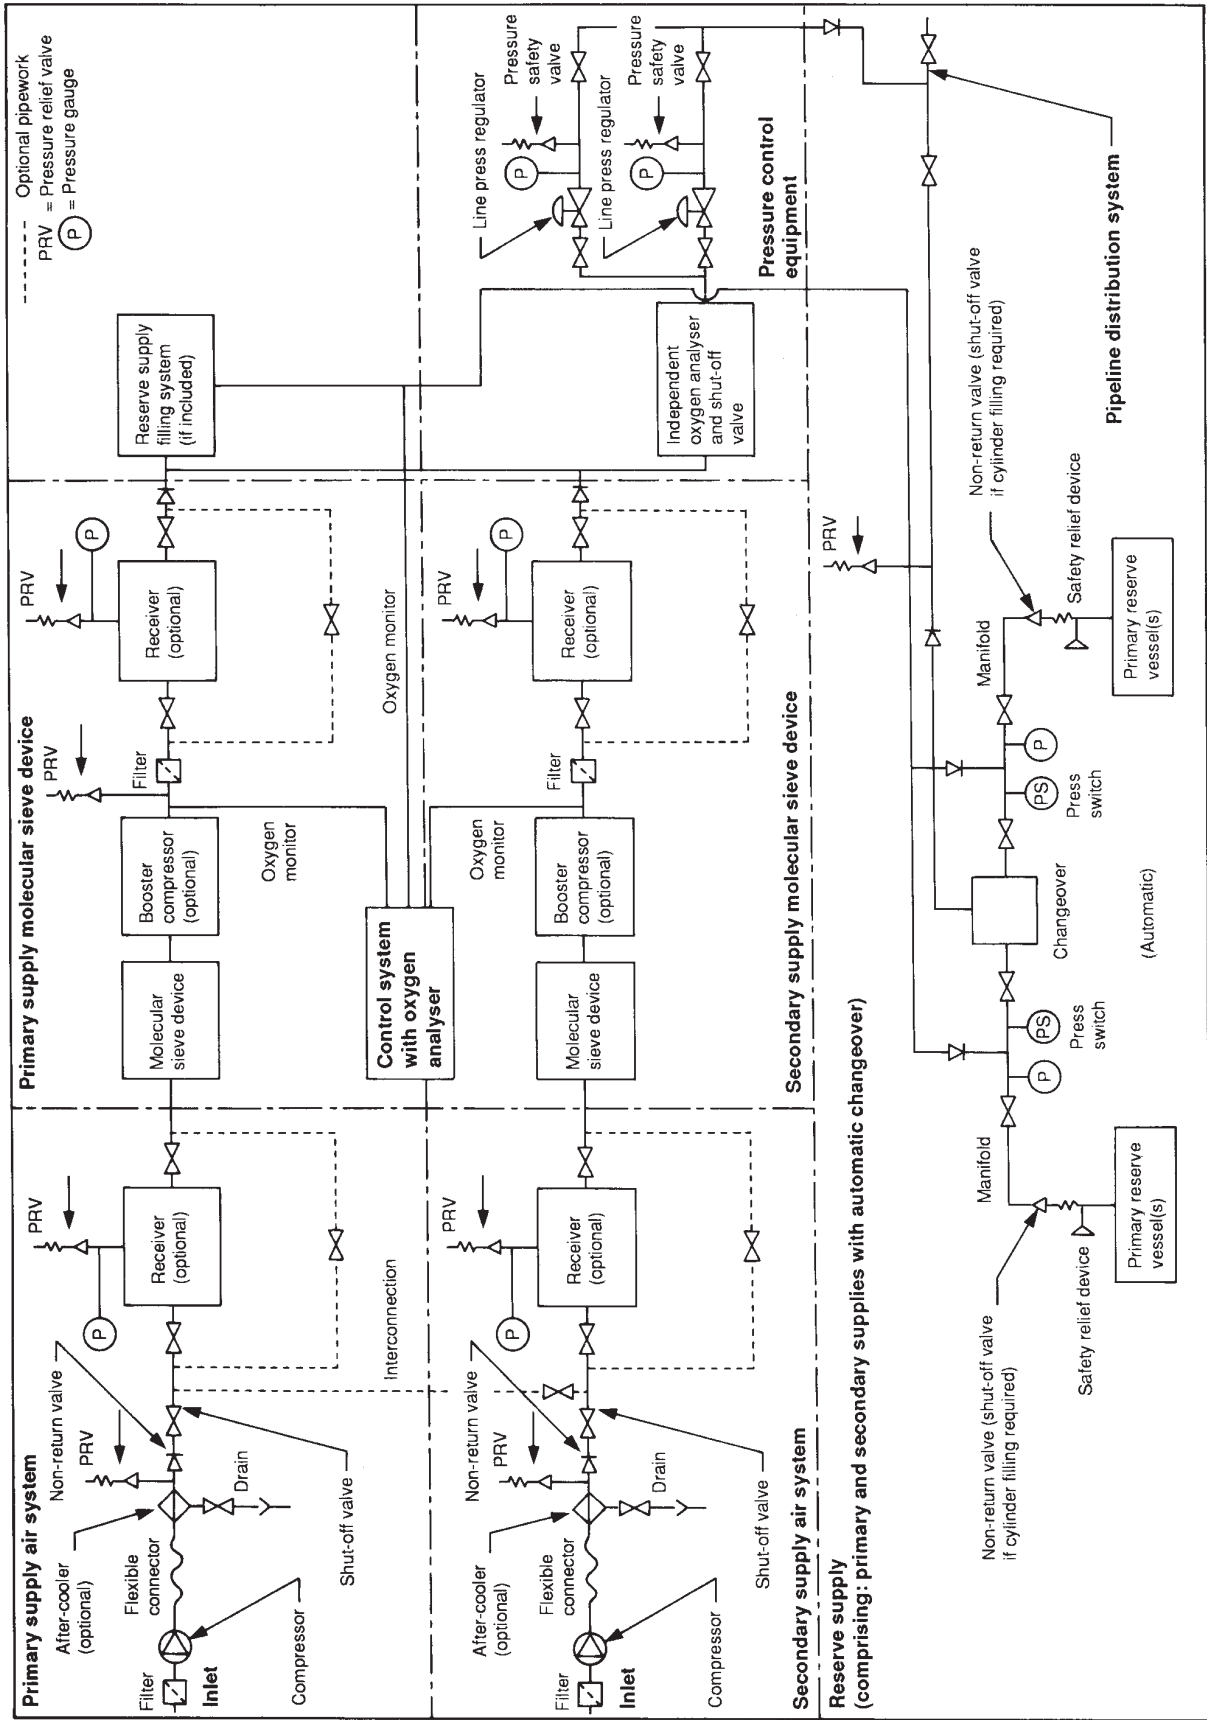 Primary supply air system
Filter
Inlet
Compressor
After-cooler
(optional)
Flexible
connector
Non-return valve
PRV
Drain
Shut-off valve
P
PRV
Receiver
(optional)
Interconnection
Primary supply molecular sieve device
Molecular
sieve device
Booster
compressor
(optional)
Oxygen
monitor
PRV
Filter
PRV
P
Receiver
(optional)
Oxygen monitor
Control system
with oxygen
analyser
Reserve supply
filling system
(if included)
Optional pipework
PRV = Pressure relief valve
P = Pressure gauge
Secondary supply air system
Filter
Inlet
Compressor
After-cooler
(optional)
Flexible
connector
Non-return valve
PRV
Drain
Shut-off valve
P
PRV
Receiver
(optional)
Secondary supply molecular sieve device
Molecular
sieve device
Booster
compressor
(optional)
Oxygen
monitor
Filter
PRV
P
Receiver
(optional)
Independent
oxygen analyser
and shut-off
valve
Pressure control
equipment
Line press regulator
P
Pressure
safety
valve
Line press regulator
P
Pressure
safety
valve
Reserve supply
(comprising: primary and secondary supplies with automatic changeover)
Non-return valve (shut-off valve
if cylinder filling required)
Safety relief device
Primary reserve
vessel(s)
Manifold
P
PS
Press
switch
Changeover
(Automatic)
PS
Press
switch
P
Manifold
PRV
Non-return valve (shut-off valve
if cylinder filling required)
Safety relief device
Primary reserve
vessel(s)
Pipeline distribution system